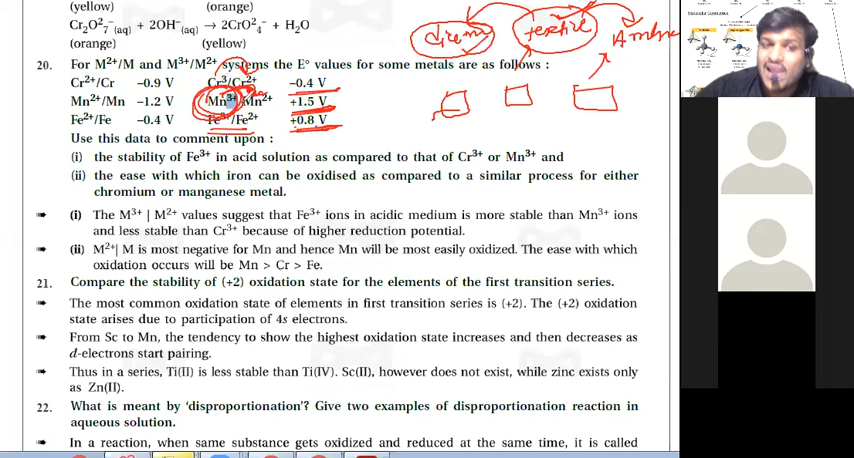 (yellow) (orange)
Cr₂O²₇⁻(aq) + 2OH⁻(aq) → 2CrO²₄⁻ + H₂O
(orange) (yellow)
20. For M²⁺/M and M³⁺/M²⁺ systems the E° values for some metals are as follows :
Cr²⁺/Cr −0.9 V Cr³/Cr²⁺ −0.4 V
Mn²⁺/Mn −1.2 V Mn³⁺/Mn²⁺ +1.5 V
Fe²⁺/Fe −0.4 V Fe³⁺/Fe²⁺ +0.8 V
Use this data to comment upon :
(i) the stability of Fe³⁺ in acid solution as compared to that of Cr³⁺ or Mn³⁺ and
(ii) the ease with which iron can be oxidised as compared to a similar process for either
chromium or manganese metal.
(i) The M³⁺ | M²⁺ values suggest that Fe³⁺ ions in acidic medium is more stable than Mn³⁺ ions
and less stable than Cr³⁺ because of higher reduction potential.
(ii) M²⁺| M is most negative for Mn and hence Mn will be most easily oxidized. The ease with which
oxidation occurs will be Mn > Cr > Fe.
21. Compare the stability of (+2) oxidation state for the elements of the first transition series.
The most common oxidation state of elements in first transition series is (+2). The (+2) oxidation
state arises due to participation of 4s electrons.
From Sc to Mn, the tendency to show the highest oxidation state increases and then decreases as
d-electrons start pairing.
Thus in a series, Ti(II) is less stable than Ti(IV). Sc(II), however does not exist, while zinc exists only
as Zn(II).
22. What is meant by 'disproportionation'? Give two examples of disproportionation reaction in
aqueous solution.
In a reaction, when same substance gets oxidized and reduced at the same time, it is called